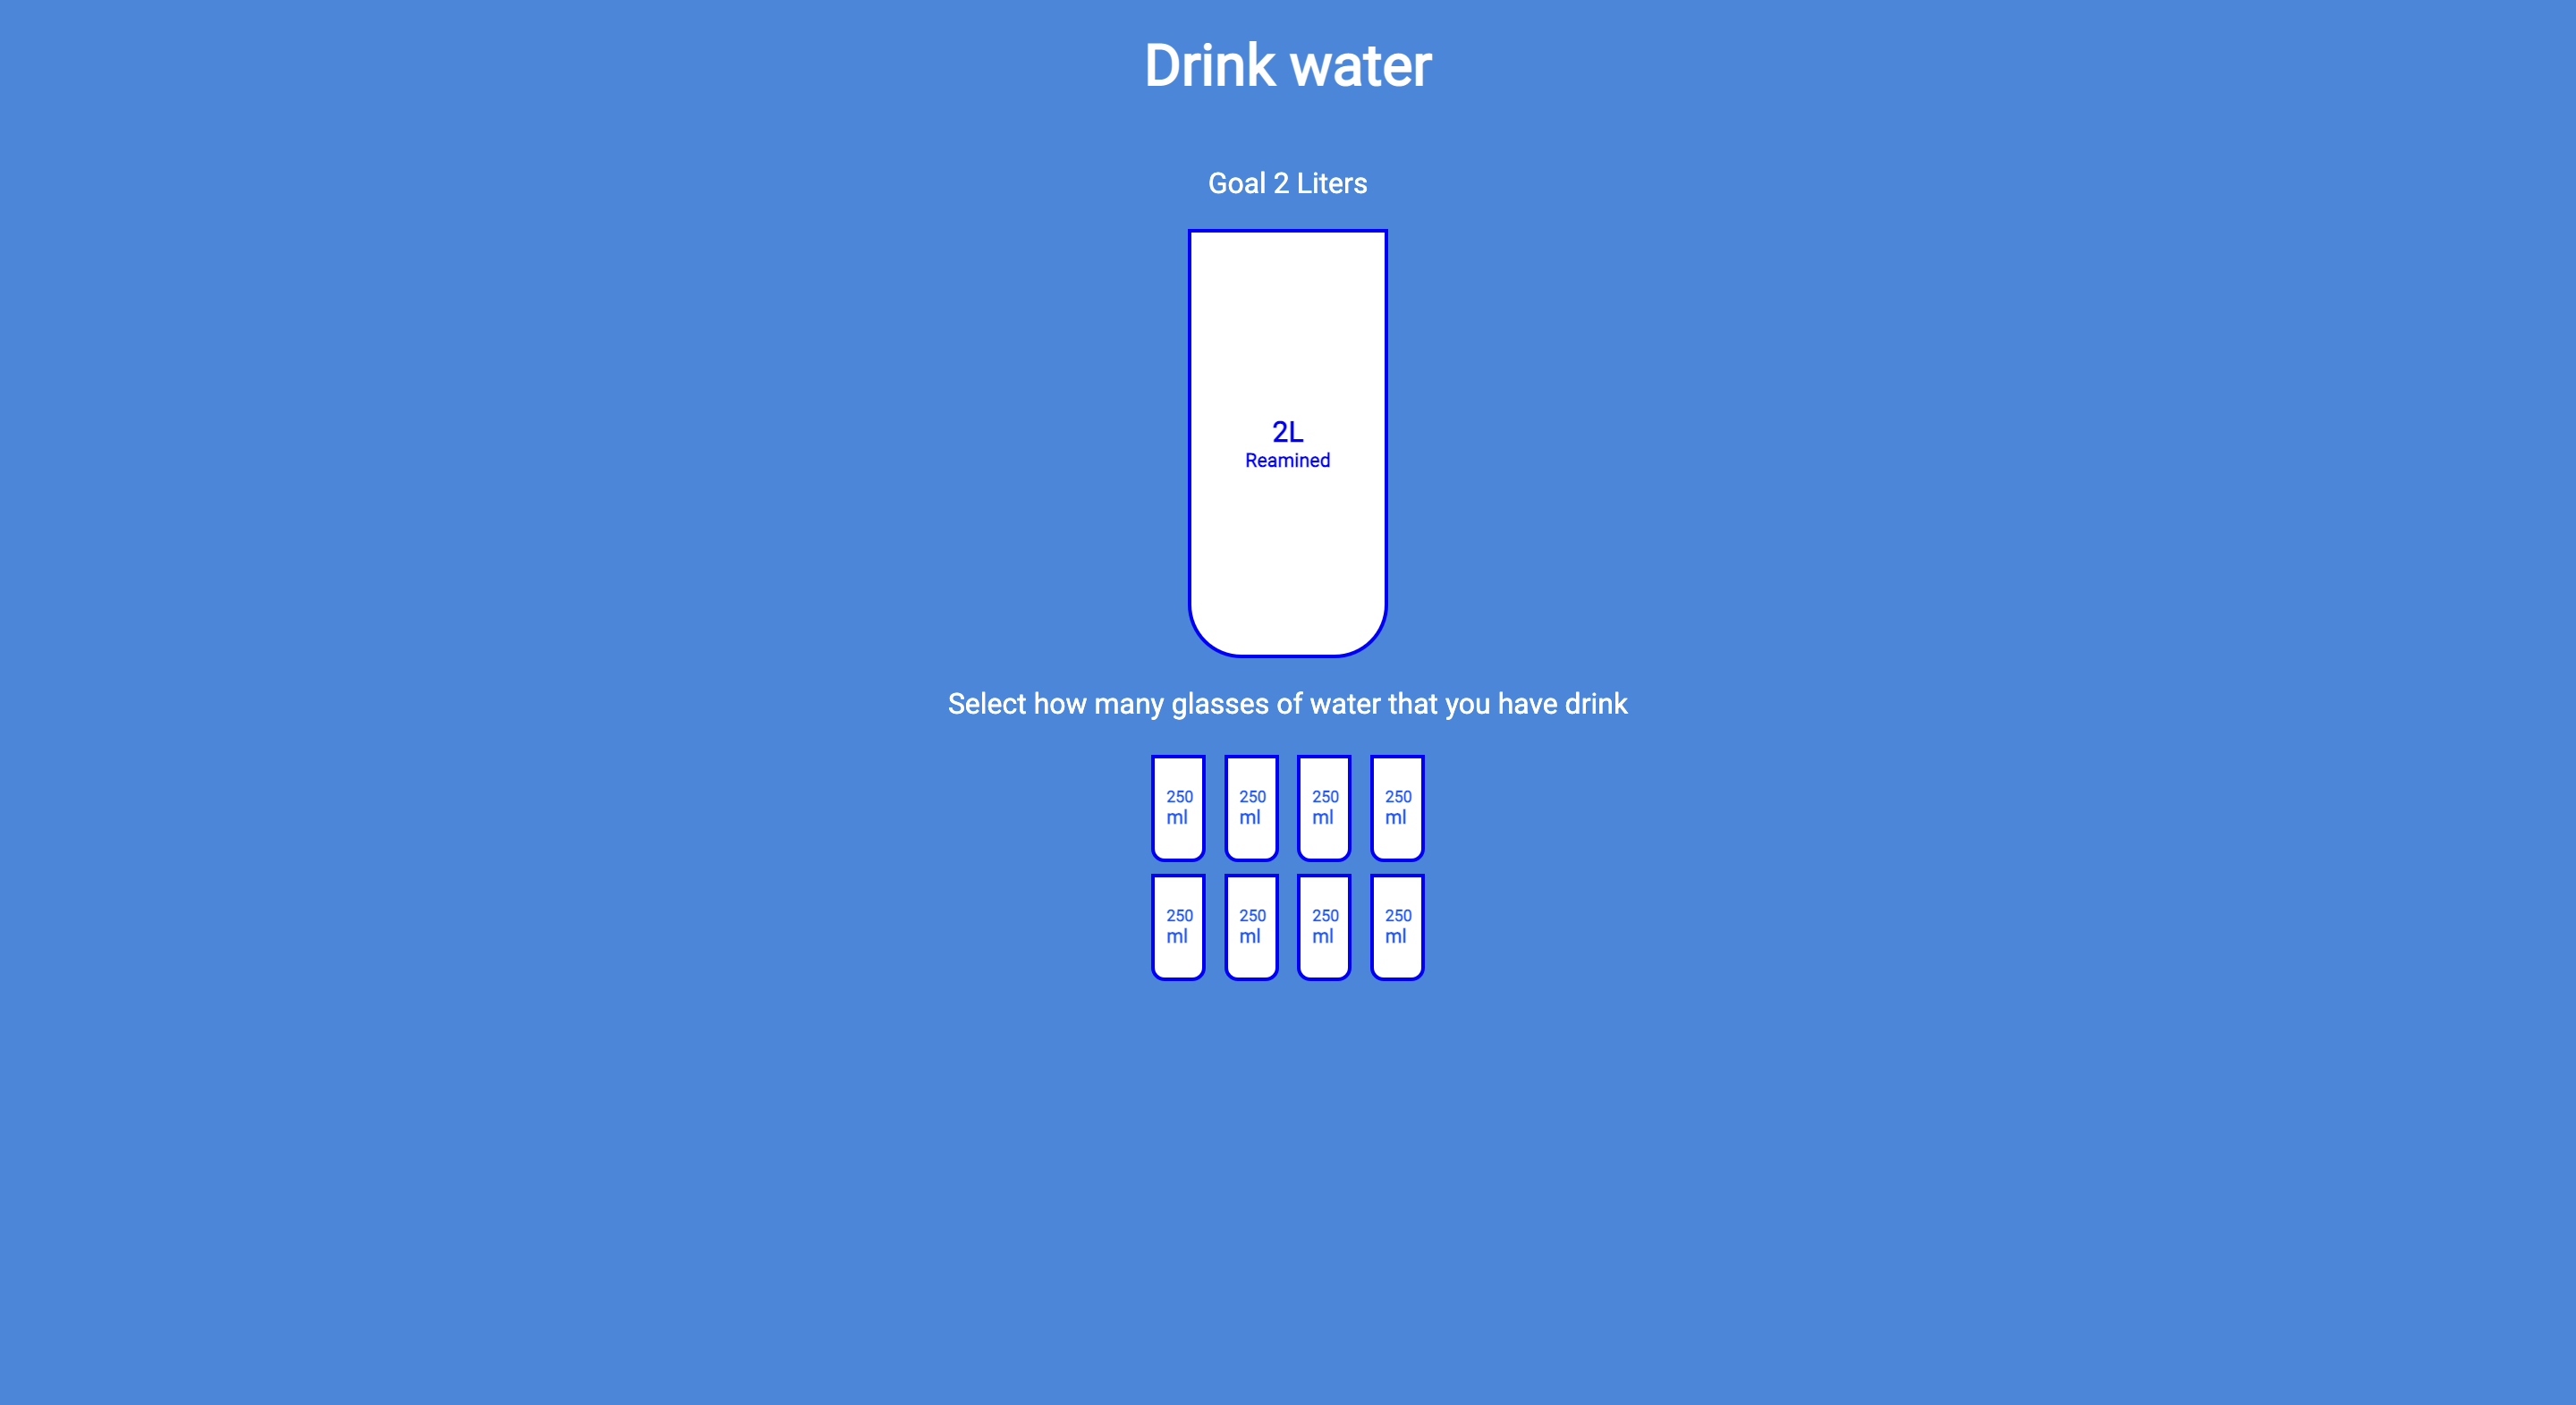 Drink water
Goal 2 Liters
2L
Reamined
Select how many glasses of water that you have drink
250 250 250 250
ml ml ml ml
250 250 250 250
ml ml ml ml